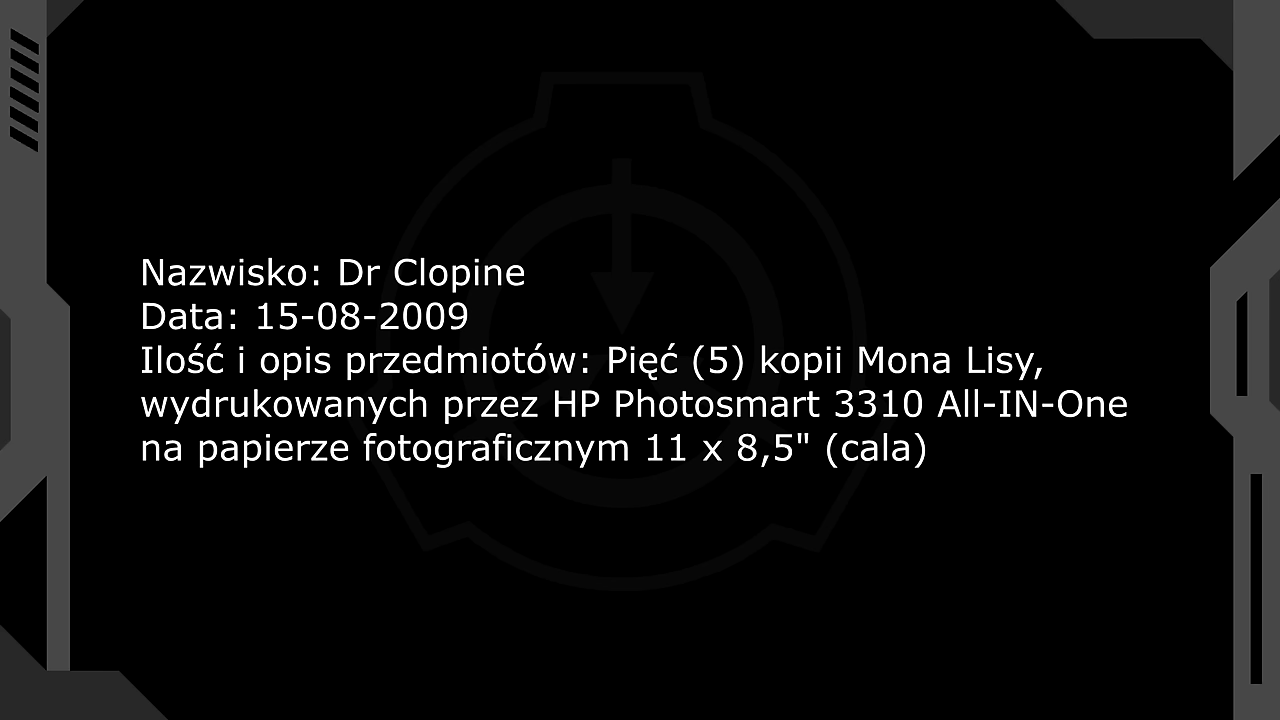 Nazwisko: Dr Clopine
Data: 15-08-2009
Ilość i opis przedmiotów: Pięć (5) kopii Mona Lisy,
wydrukowanych przez HP Photosmart 3310 All-IN-One
na papierze fotograficznym 11 x 8,5" (cala)